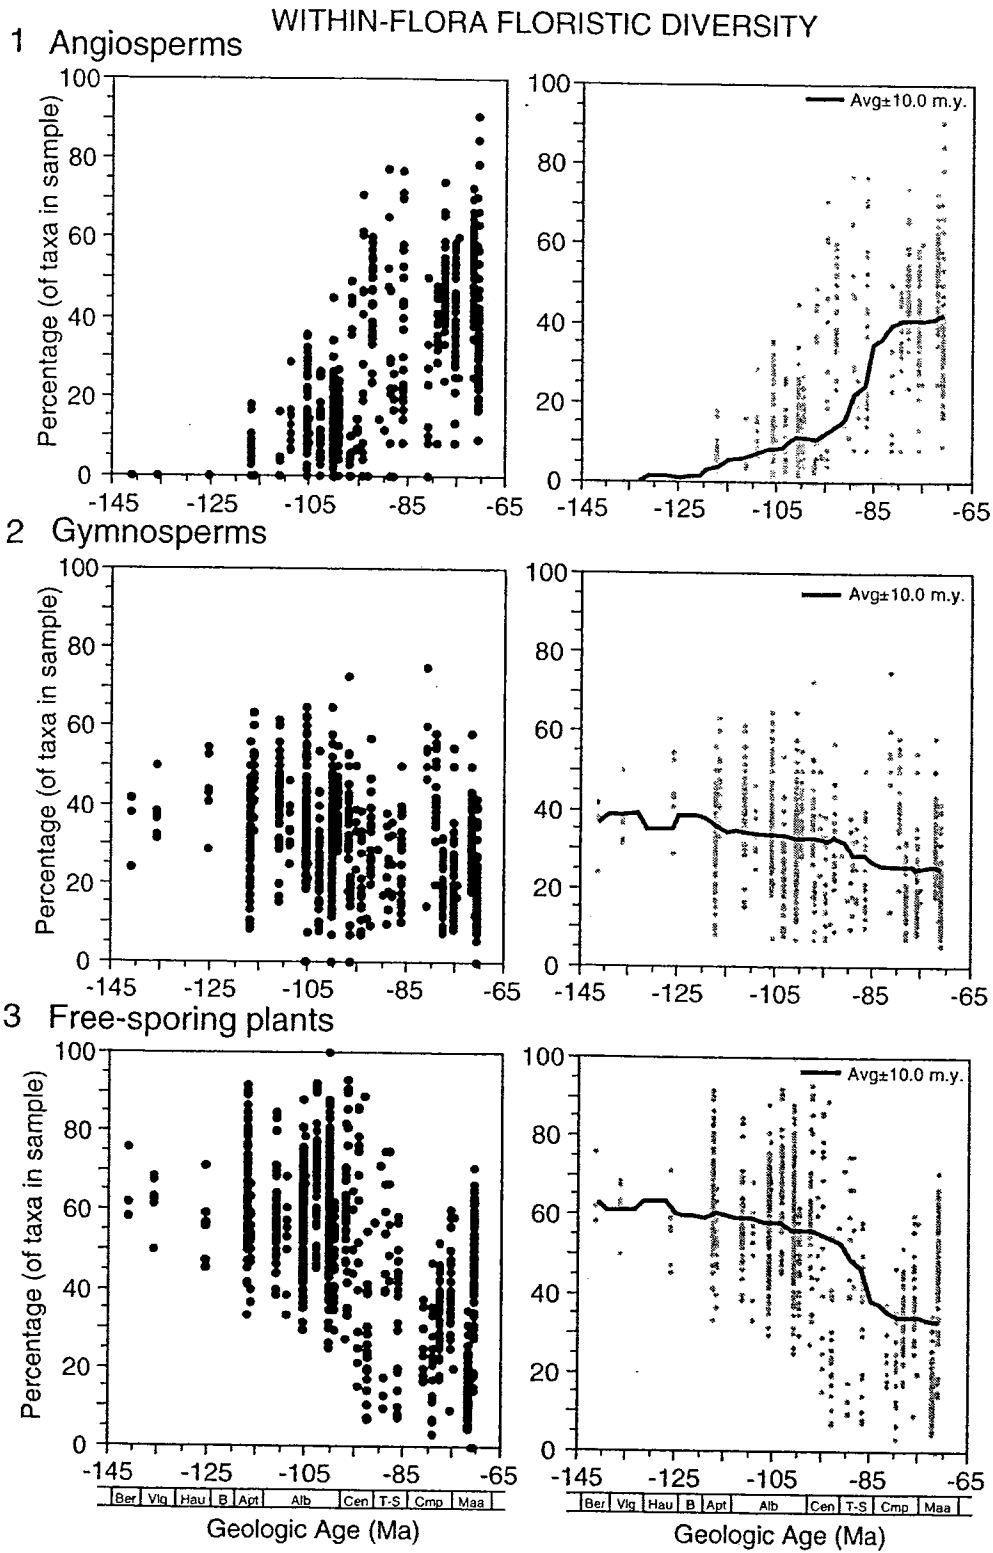 WITHIN-FLORA FLORISTIC DIVERSITY
1 Angiosperms
Percentage (of taxa in sample)
100
80
60
40
20
0
-145 -125 -105 -85 -65
Avg±10.0 m.y.
100
80
60
40
20
0
-145 -125 -105 -85 -65
2 Gymnosperms
Percentage (of taxa in sample)
100
80
60
40
20
0
-145 -125 -105 -85 -65
Avg±10.0 m.y.
100
80
60
40
20
0
-145 -125 -105 -85 -65
3 Free-sporing plants
Percentage (of taxa in sample)
100
80
60
40
20
0
-145 -125 -105 -85 -65
Ber Vlg Hau B Apt Alb Cen T-S Cmp Maa
Geologic Age (Ma)
Avg±10.0 m.y.
100
80
60
40
20
0
-145 -125 -105 -85 -65
Ber Vlg Hau B Apt Alb Cen T-S Cmp Maa
Geologic Age (Ma)